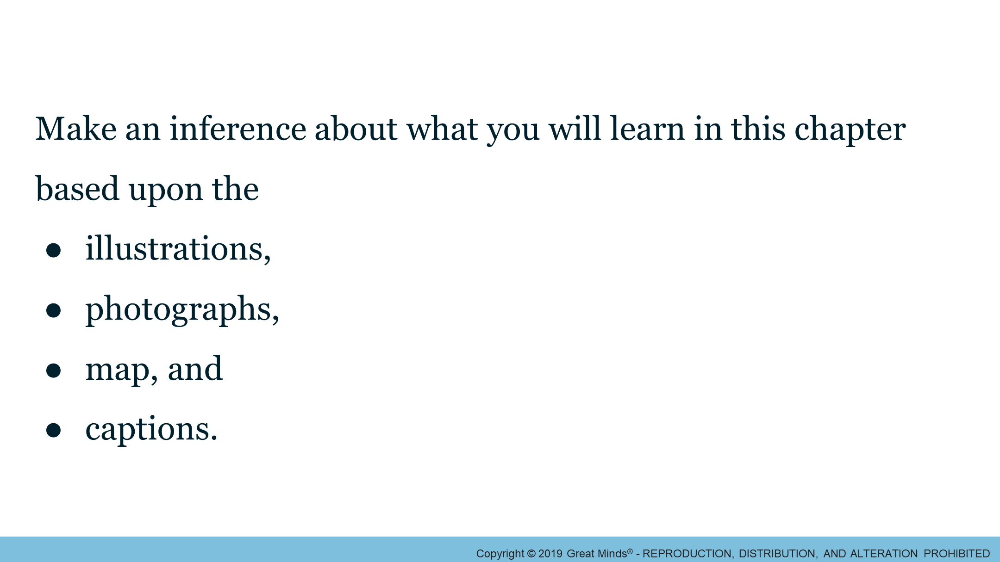 Make an inference about what you will learn in this chapter
based upon the
● illustrations,
● photographs,
● map, and
● captions.
Copyright © 2019 Great Minds® - REPRODUCTION, DISTRIBUTION, AND ALTERATION PROHIBITED